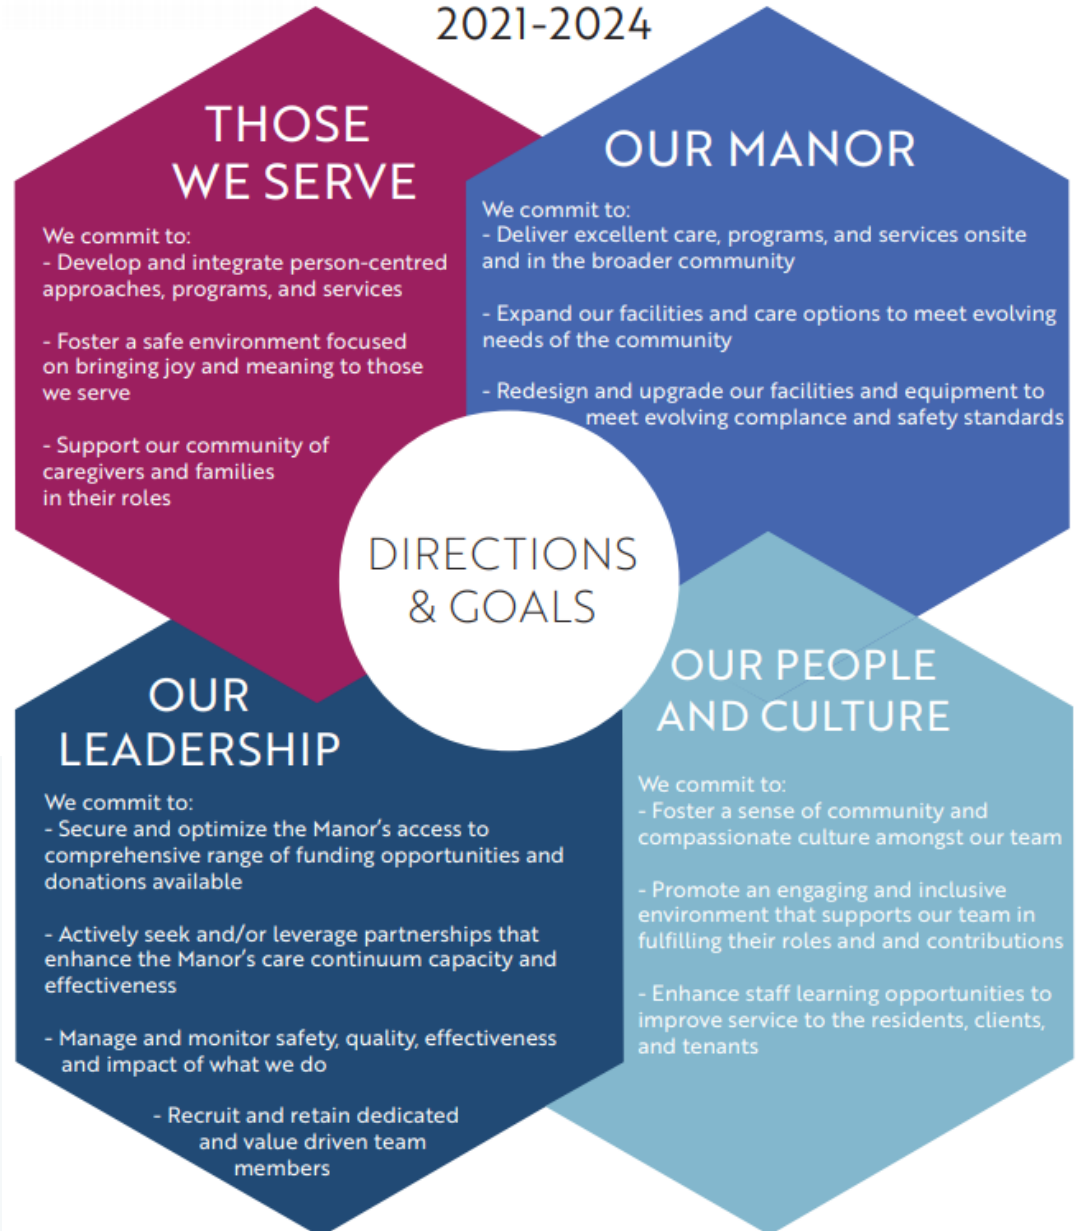 2021-2024
THOSE
WE SERVE
We commit to:
- Develop and integrate person-centred
approaches, programs, and services
- Foster a safe environment focused
on bringing joy and meaning to those
we serve
- Support our community of
caregivers and families
in their roles
OUR MANOR
We commit to:
- Deliver excellent care, programs, and services onsite
and in the broader community
- Expand our facilities and care options to meet evolving
needs of the community
- Redesign and upgrade our facilities and equipment to
meet evolving compliance and safety standards
DIRECTIONS
& GOALS
OUR
LEADERSHIP
We commit to:
- Secure and optimize the Manor's access to
comprehensive range of funding opportunities and
donations available
- Actively seek and/or leverage partnerships that
enhance the Manor's care continuum capacity and
effectiveness
- Manage and monitor safety, quality, effectiveness
and impact of what we do
- Recruit and retain dedicated
and value driven team
members
OUR PEOPLE
AND CULTURE
We commit to:
- Foster a sense of community and
compassionate culture amongst our team
- Promote an engaging and inclusive
environment that supports our team in
fulfilling their roles and and contributions
- Enhance staff learning opportunities to
improve service to the residents, clients,
and tenants